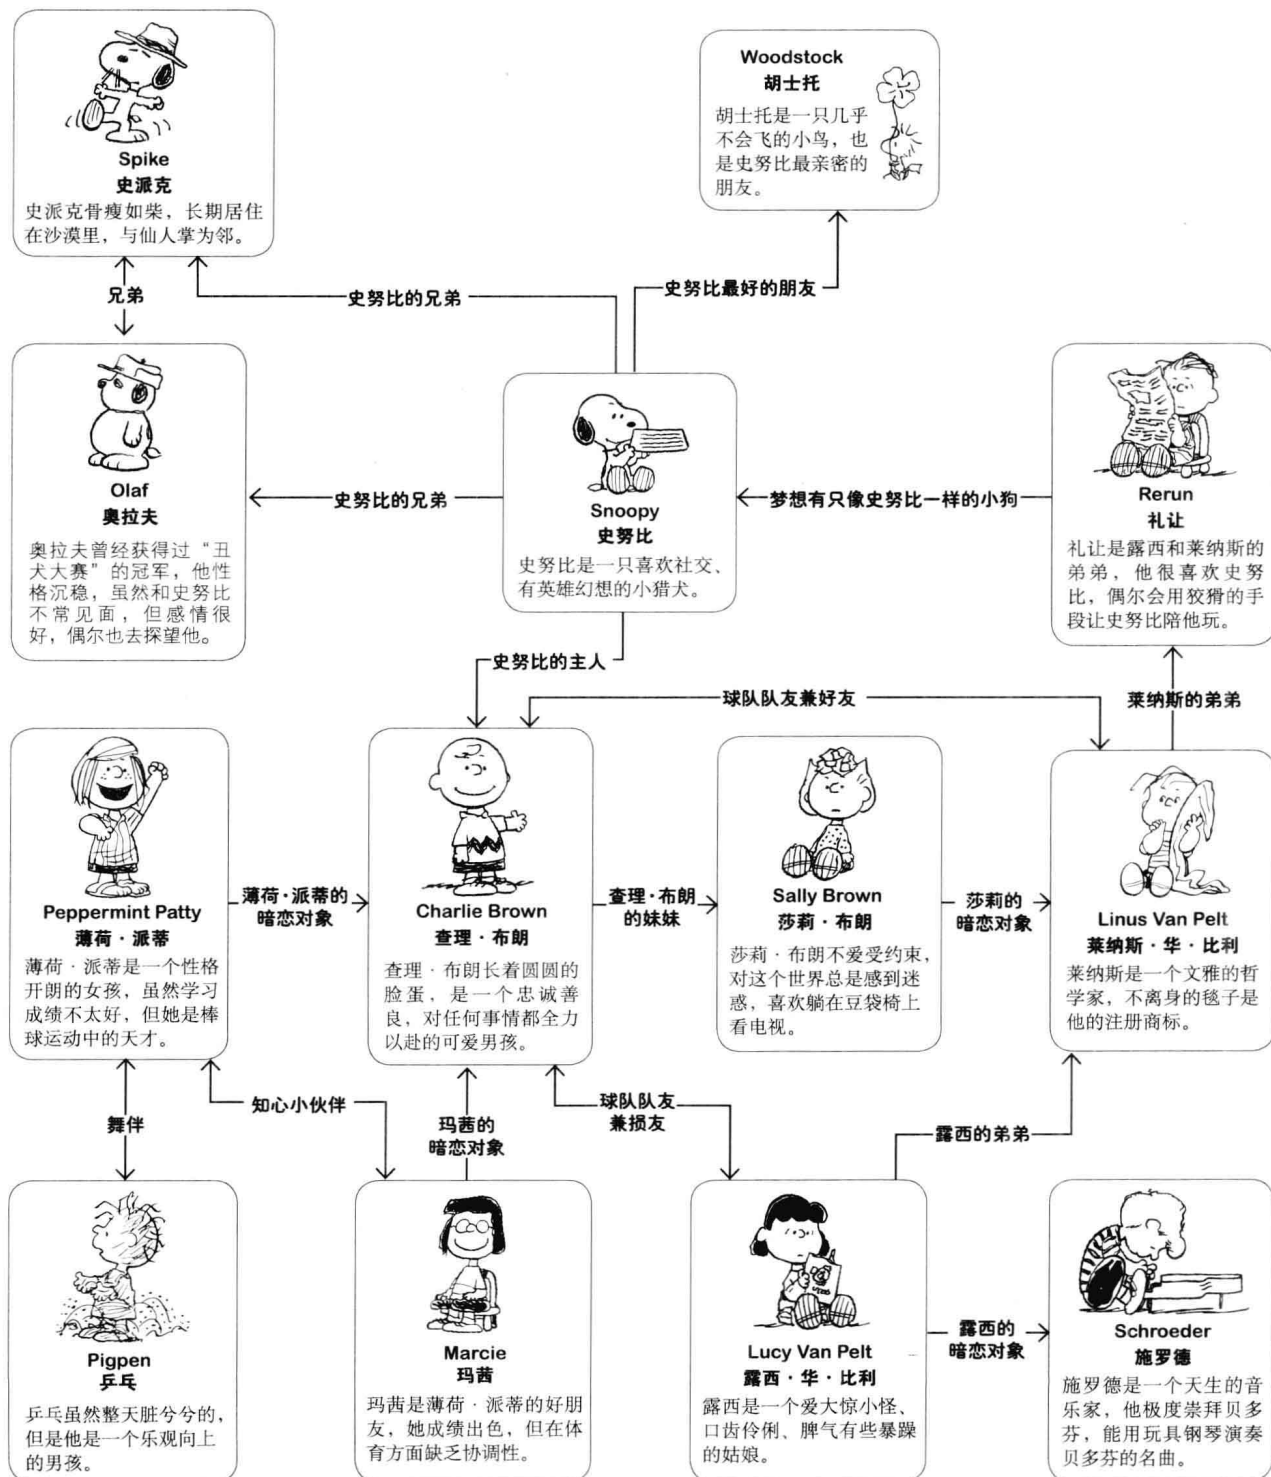 Spike
史派克
史派克骨瘦如柴，长期居住
在沙漠里，与仙人掌为邻。
Woodstock
胡士托
胡士托是一只几乎
不会飞的小鸟，也
是史努比最亲密的
朋友。
兄弟
史努比的兄弟
史努比最好的朋友
Olaf
奥拉夫
奥拉夫曾经获得过“丑
犬大赛”的冠军，他性
格沉稳，虽然和史努比
不常见面，但感情很
好，偶尔也去探望他。
史努比的兄弟
Snoopy
史努比
史努比是一只喜欢社交、
有英雄幻想的小猎犬。
梦想有只像史努比一样的小狗
Rerun
礼让
礼让是露西和莱纳斯的
弟弟，他很喜欢史努
比，偶尔会用狡猾的手
段让史努比陪他玩。
史努比的主人
球队队友兼好友
莱纳斯的弟弟
Peppermint Patty
薄荷·派蒂
薄荷·派蒂是一个性格
开朗的女孩，虽然学习
成绩不太好，但她是棒
球运动中的天才。
薄荷·派蒂的
暗恋对象
Charlie Brown
查理·布朗
查理·布朗长着圆圆的
脸蛋，是一个忠诚善
良，对任何事情都全力
以赴的可爱男孩。
查理·布朗
的妹妹
Sally Brown
莎莉·布朗
莎莉·布朗不爱受约束，
对这个世界总是感到迷
惑，喜欢躺在豆袋椅上
看电视。
莎莉的
暗恋对象
Linus Van Pelt
莱纳斯·华·比利
莱纳斯是一个文雅的哲
学家，不离身的毯子是
他的注册商标。
舞伴
知心小伙伴
玛茜的
暗恋对象
球队队友
兼损友
露西的弟弟
Pigpen
乒乓
乒乓虽然整天脏兮兮的，
但是他是一个乐观向上
的男孩。
Marcie
玛茜
玛茜是薄荷·派蒂的好朋
友，她成绩出色，但在体
育方面缺乏协调性。
Lucy Van Pelt
露西·华·比利
露西是一个爱大惊小怪、
口齿伶俐、脾气有些暴躁
的姑娘。
露西的
暗恋对象
Schroeder
施罗德
施罗德是一个天生的音
乐家，他极度崇拜贝多
芬，能用玩具钢琴演奏
贝多芬的名曲。